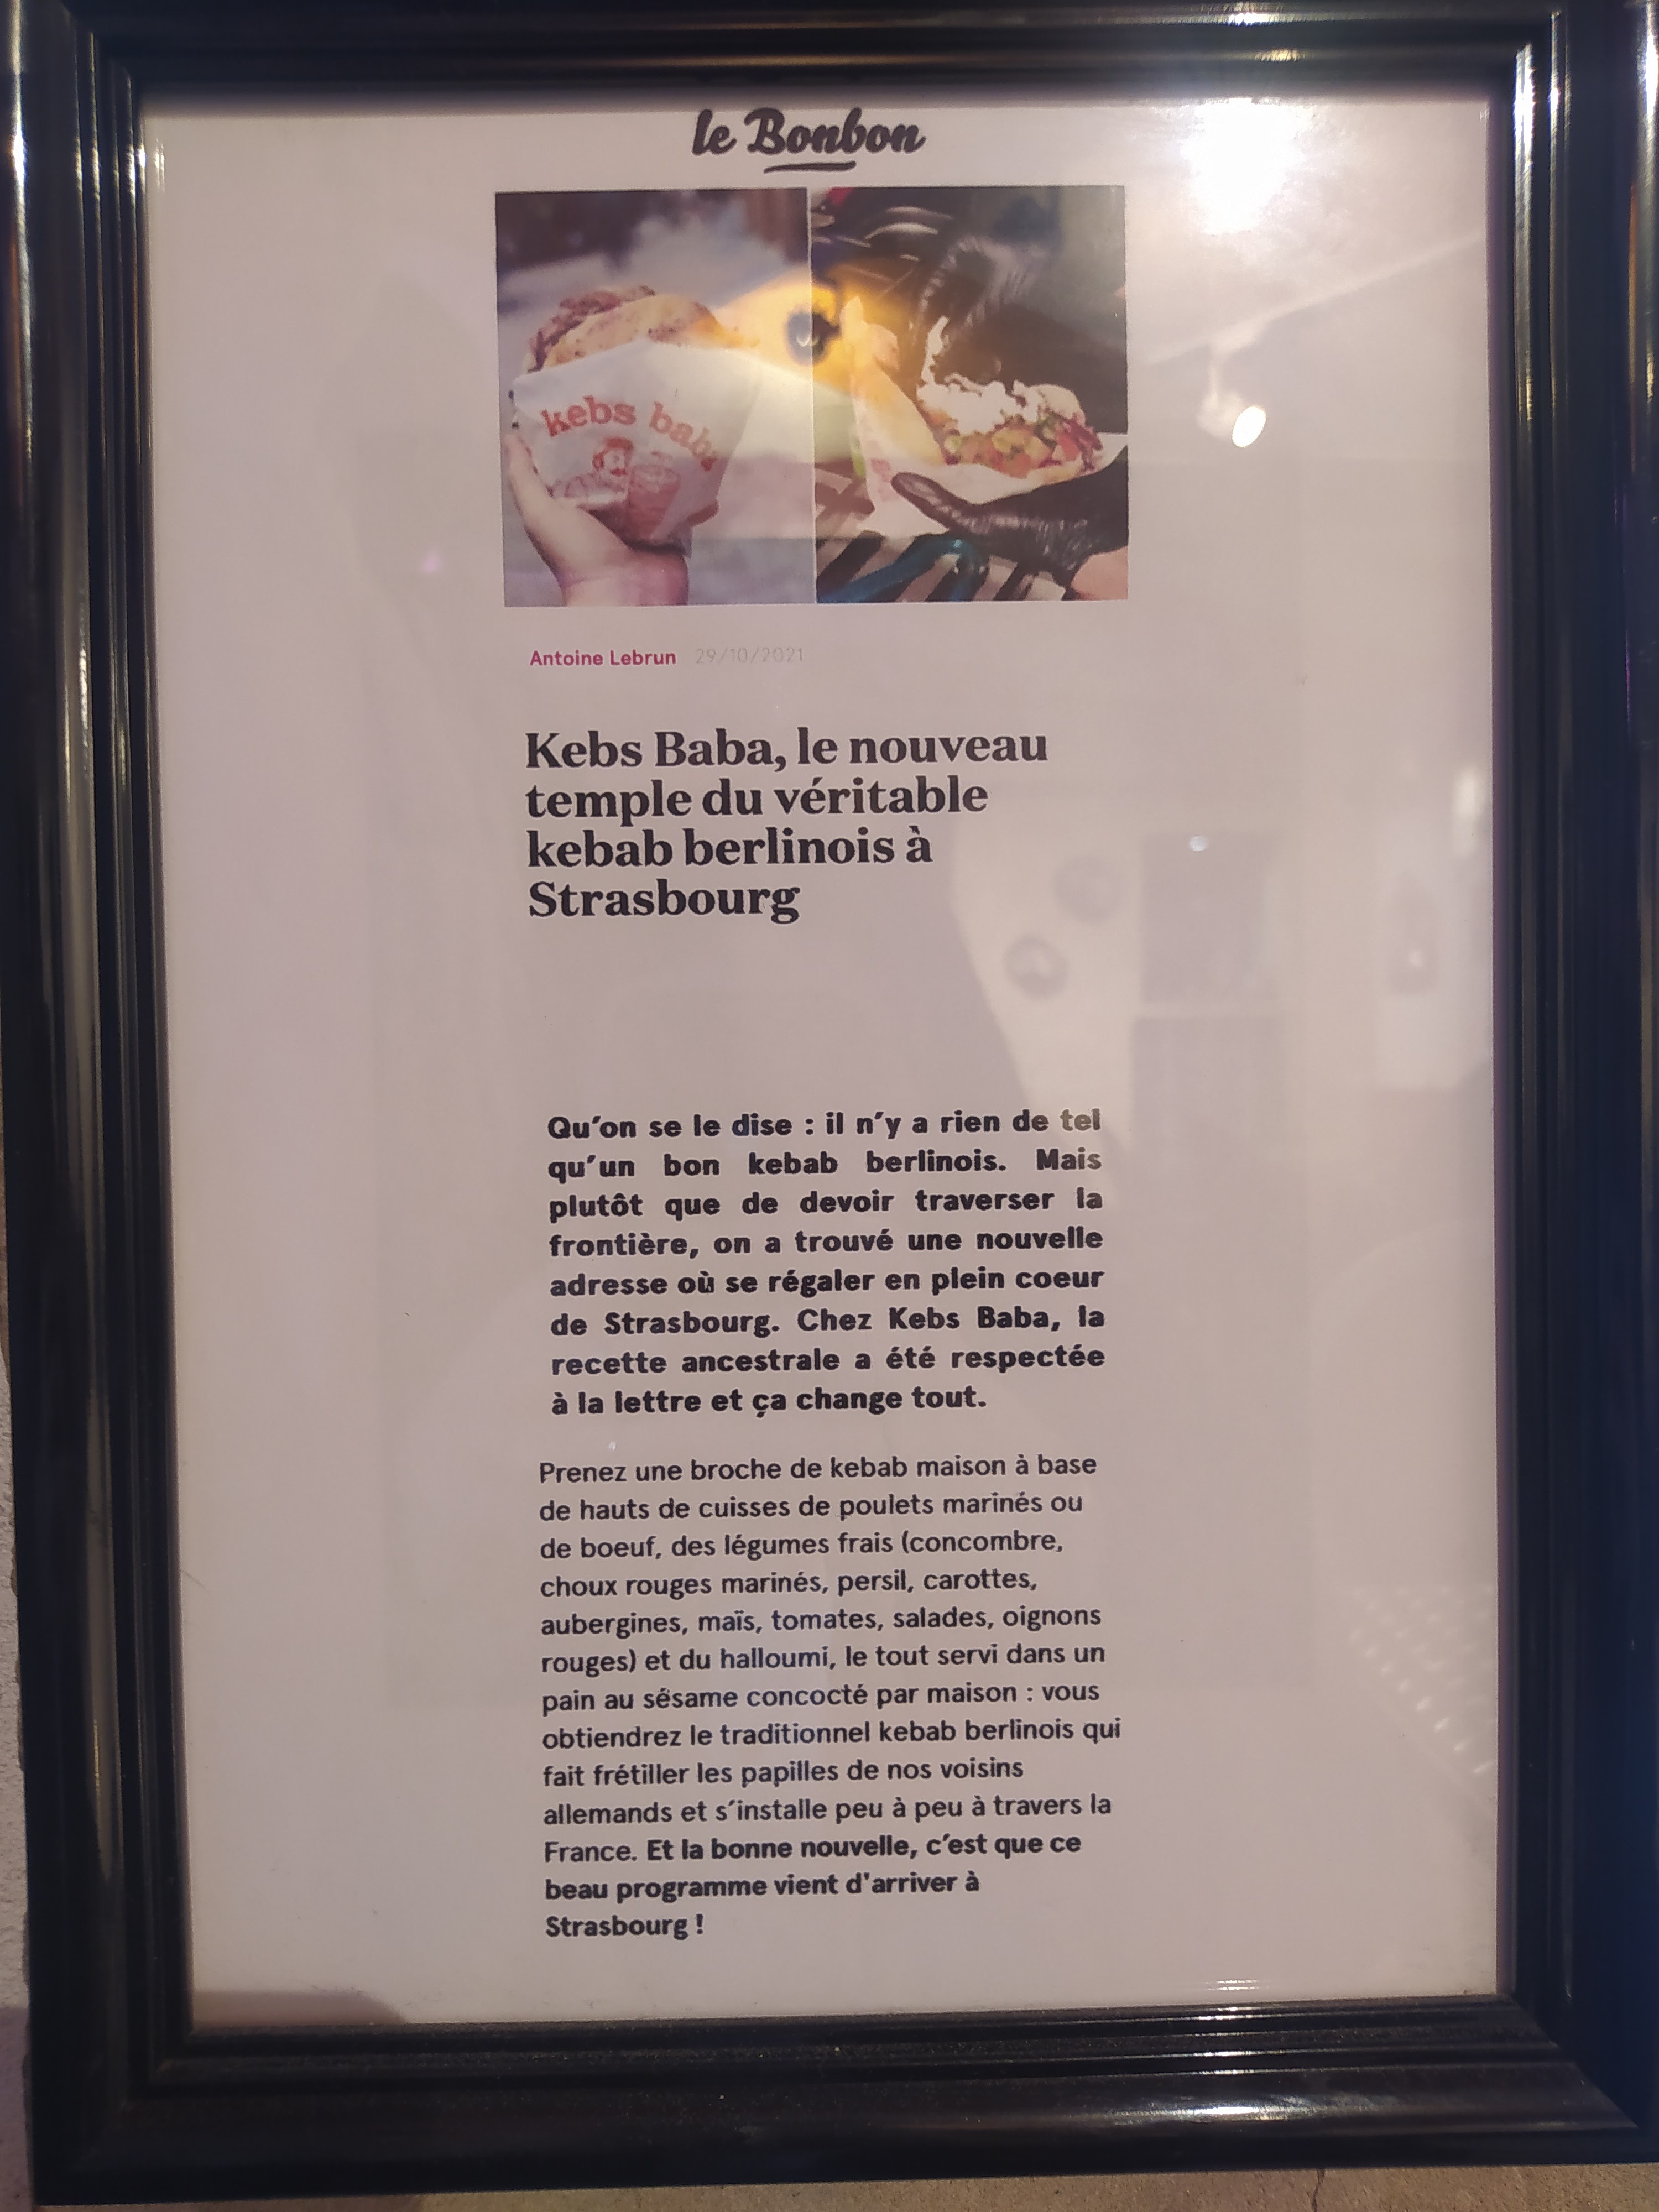 le Bonbon
kebs baba
Antoine Lebrun 29/10/2021
Kebs Baba, le nouveau
temple du véritable
kebab berlinois à
Strasbourg
Qu'on se le dise : il n'y a rien de tel
qu'un bon kebab berlinois. Mais
plutôt que de devoir traverser la
frontière, on a trouvé une nouvelle
adresse où se régaler en plein coeur
de Strasbourg. Chez Kebs Baba, la
recette ancestrale a été respectée
à la lettre et ça change tout.
Prenez une broche de kebab maison à base
de hauts de cuisses de poulets marinés ou
de boeuf, des légumes frais (concombre,
choux rouges marinés, persil, carottes,
aubergines, maïs, tomates, salades, oignons
rouges) et du halloumi, le tout servi dans un
pain au sésame concocté par maison : vous
obtiendrez le traditionnel kebab berlinois qui
fait frétiller les papilles de nos voisins
allemands et s'installe peu à peu à travers la
France. Et la bonne nouvelle, c'est que ce
beau programme vient d'arriver à
Strasbourg !